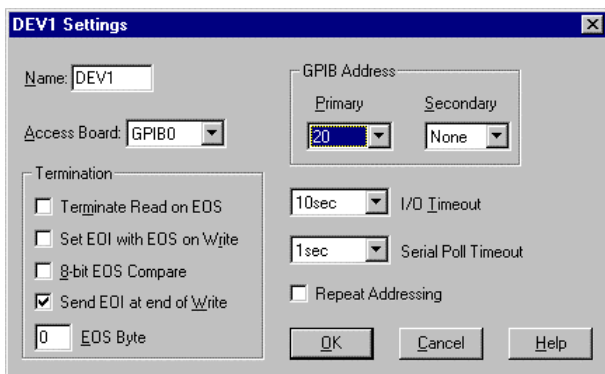 DEV1 Settings
Name: DEV1
Access Board: GPIB0
GPIB Address
Primary Secondary
20 None
Termination
Terminate Read on EOS
Set EOI with EOS on Write
8-bit EOS Compare
Send EOI at end of Write
0 EOS Byte
10sec I/O Timeout
1sec Serial Poll Timeout
Repeat Addressing
OK Cancel Help